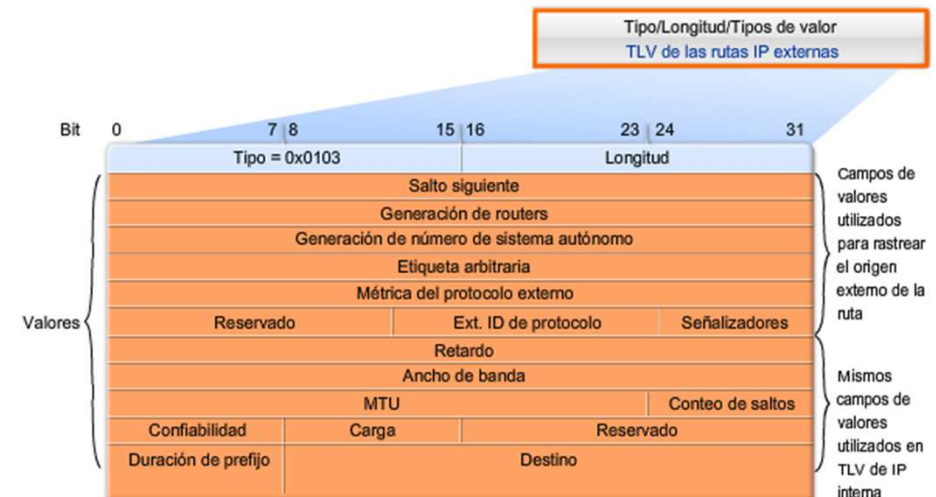 Tipo/Longitud/Tipos de valor
TLV de las rutas IP externas
Bit 0 7 8 15 16 23 24 31
Tipo = 0x0103 Longitud
Salto siguiente
Generación de routers
Generación de número de sistema autónomo
Etiqueta arbitraria
Métrica del protocolo externo
Reservado Ext. ID de protocolo Señalizadores
Retardo
Ancho de banda
MTU Conteo de saltos
Confiabilidad Carga Reservado
Duración de prefijo Destino
Valores
Campos de
valores
utilizados
para rastrear
el origen
externo de la
ruta
Mismos
campos de
valores
utilizados en
TLV de IP
interna